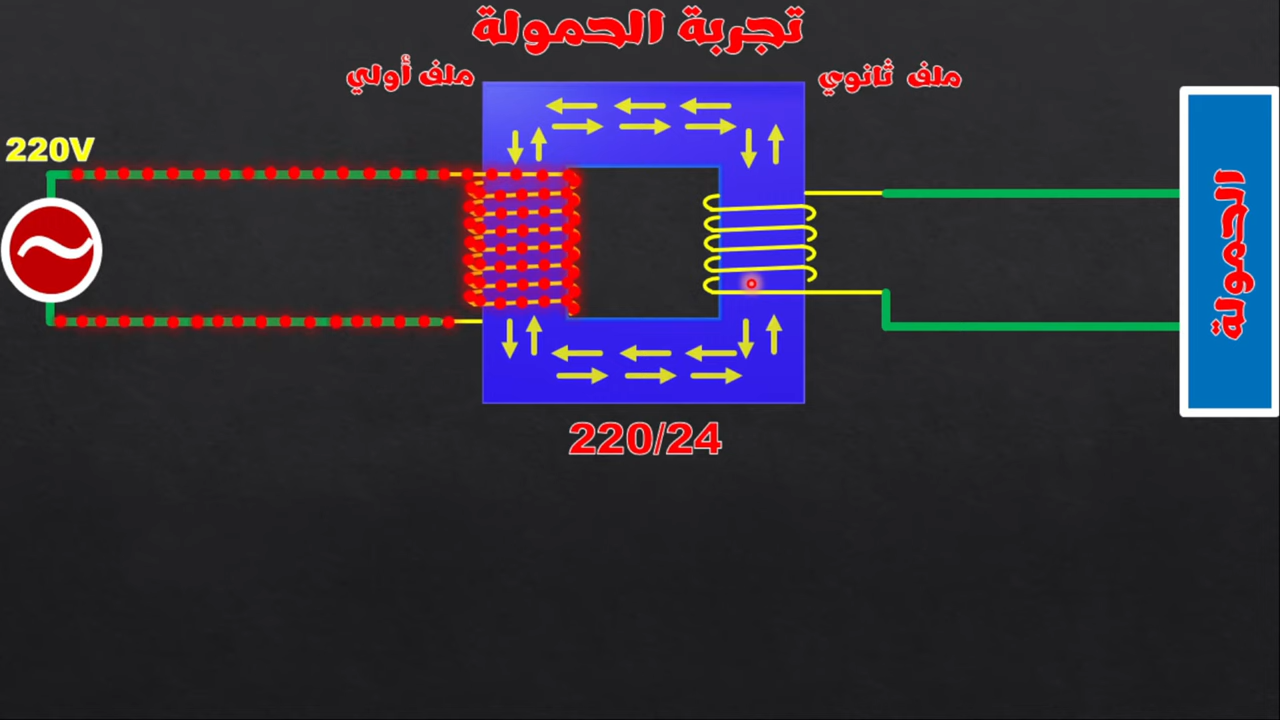 تجربة الحمولة
ملف أولي
ملف ثانوي
220V
الحمولة
220/24